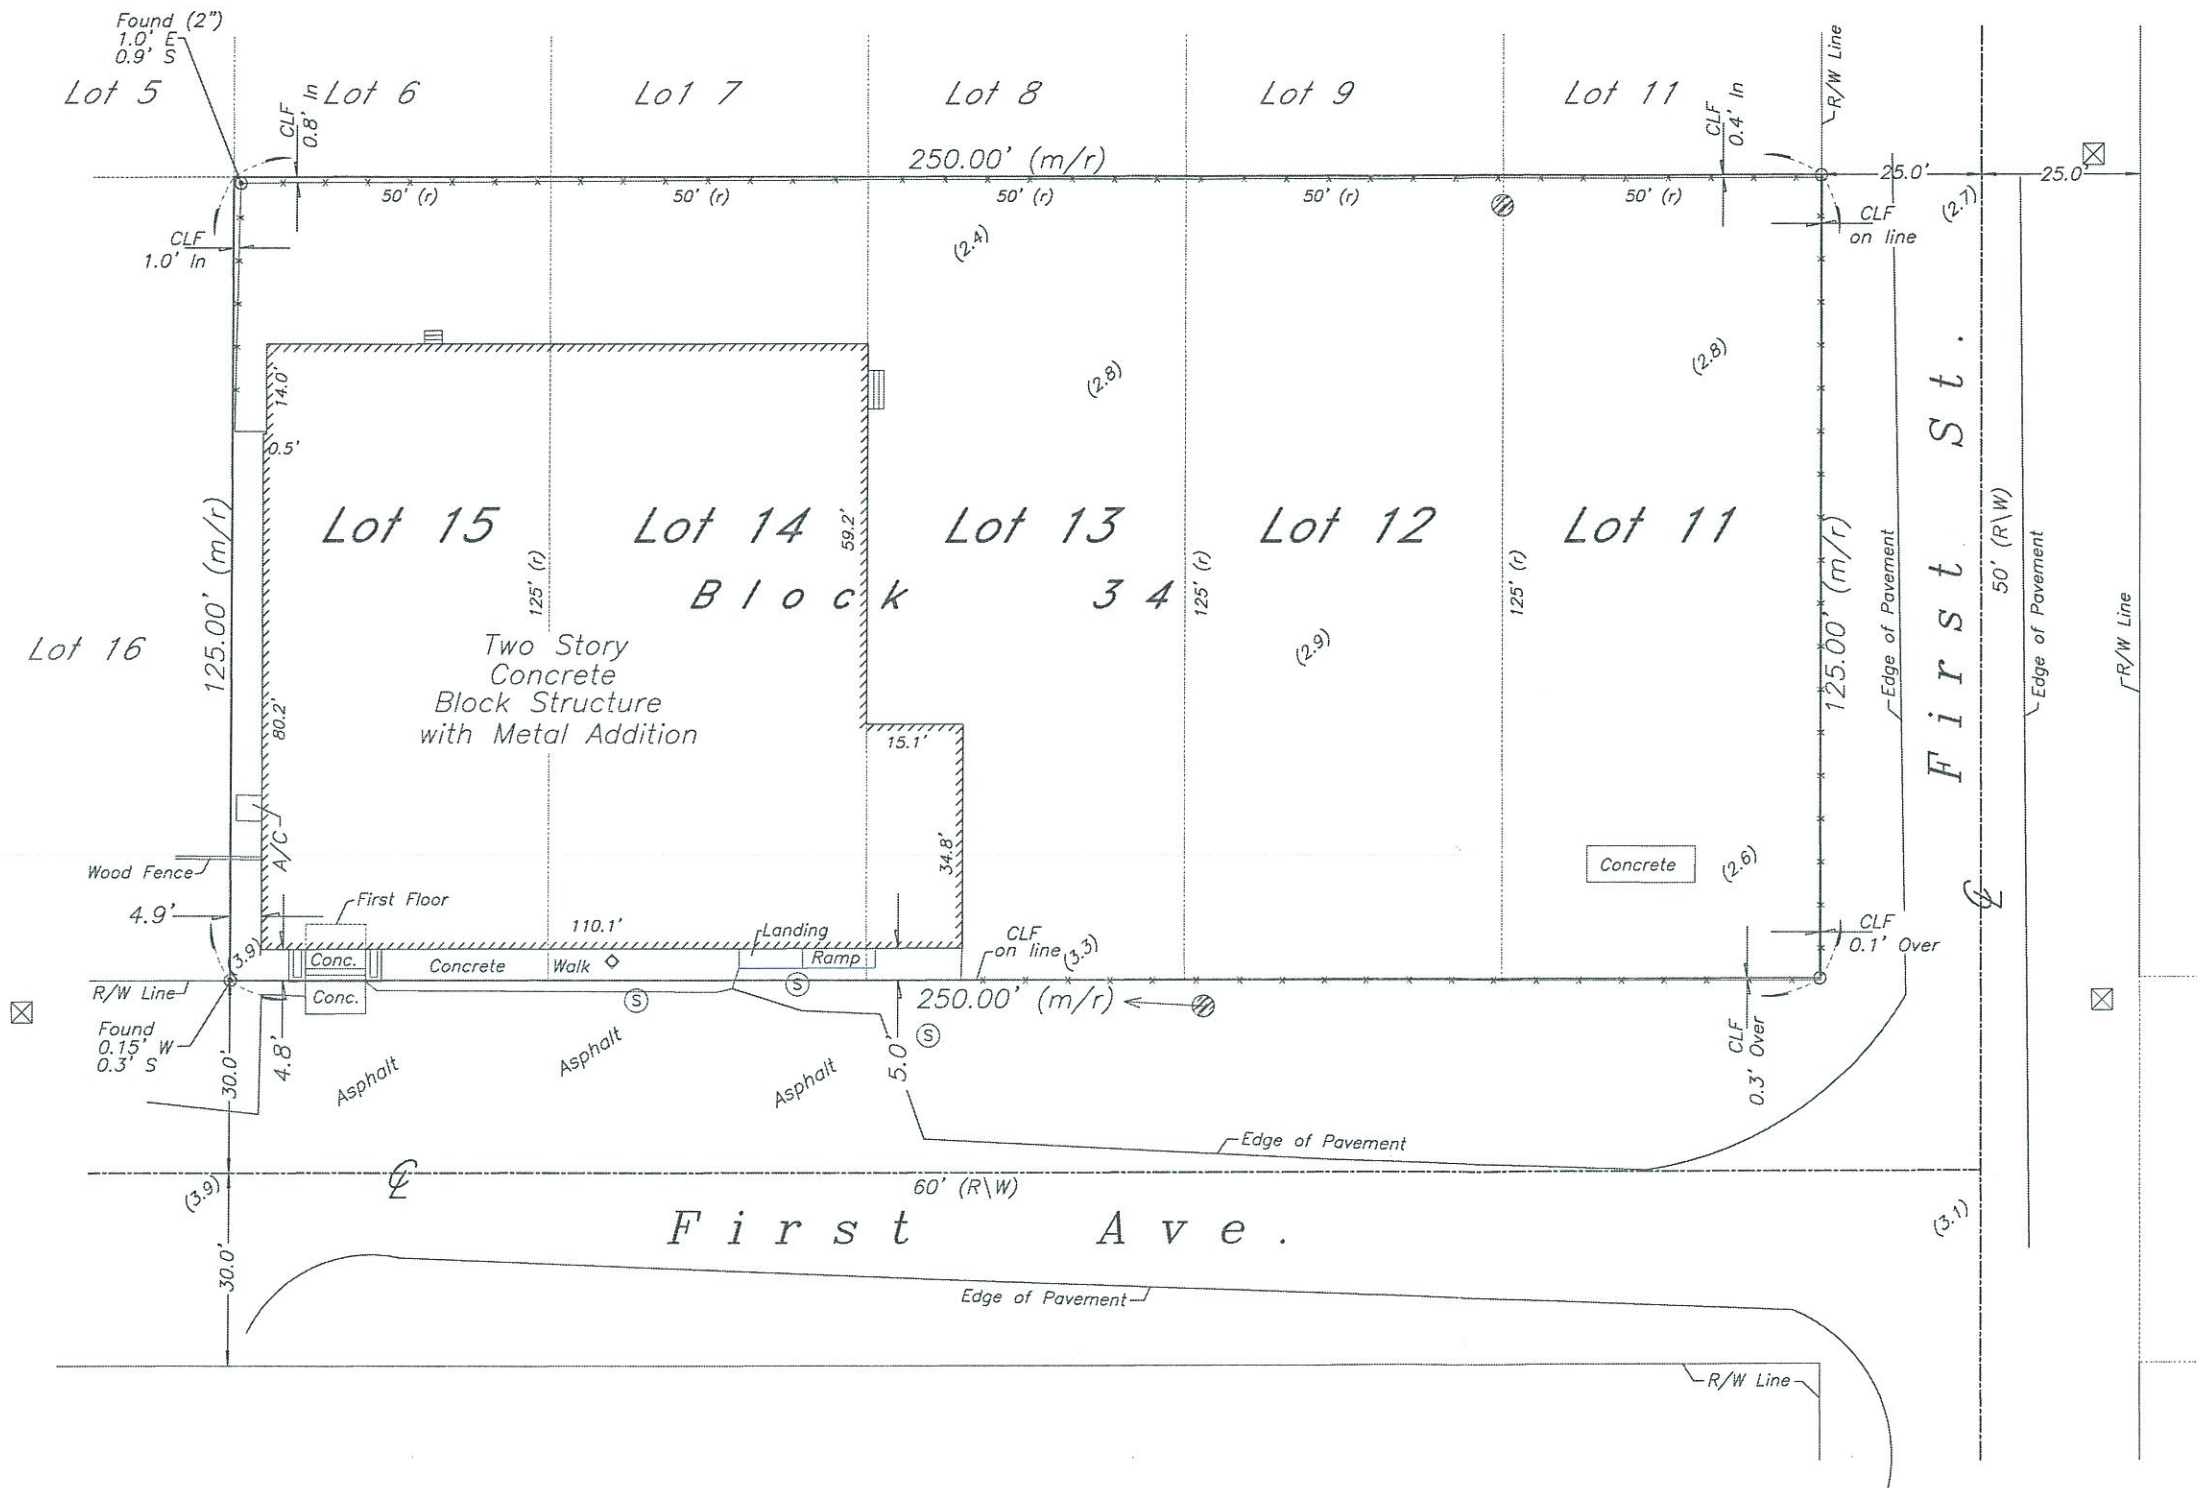 Found (2")
1.0' E
0.9' S
Lot 5
CLF
0.8' In
Lot 6
Lo1 7
Lot 8
Lot 9
CLF
0.4' In
Lot 11
R/W Line
250.00' (m/r)
25.0'
25.0'
50' (r)
50' (r)
50' (r)
50' (r)
50' (r)
CLF
1.0' In
CLF
on line
(2.7)
(2.4)
(2.8)
(2.8)
14.0'
0.5'
59.2'
Lot 15
Lot 14
Lot 13
Lot 12
Lot 11
Block 34
125' (r)
125' (r)
125' (r)
125.00' (m/r)
125.00' (m/r)
Lot 16
Two Story
Concrete
Block Structure
with Metal Addition
(2.9)
80.2'
15.1'
34.8'
Edge of Pavement
First St.
50' (R\W)
Edge of Pavement
R/W Line
A/C
Wood Fence
Concrete
(2.6)
4.9'
First Floor
110.1'
Landing
Ramp
CLF
on line
(3.3)
CLF
0.1' Over
(3.9)
Conc.
Concrete Walk
R/W Line
Conc.
S
S
S
250.00' (m/r)
Found
0.15' W
0.3' S
30.0'
4.8'
Asphalt
Asphalt
Asphalt
5.0'
CLF
0.3' Over
Edge of Pavement
℄
℄
(3.9)
60' (R\W)
First Ave.
(3.1)
30.0'
Edge of Pavement
R/W Line